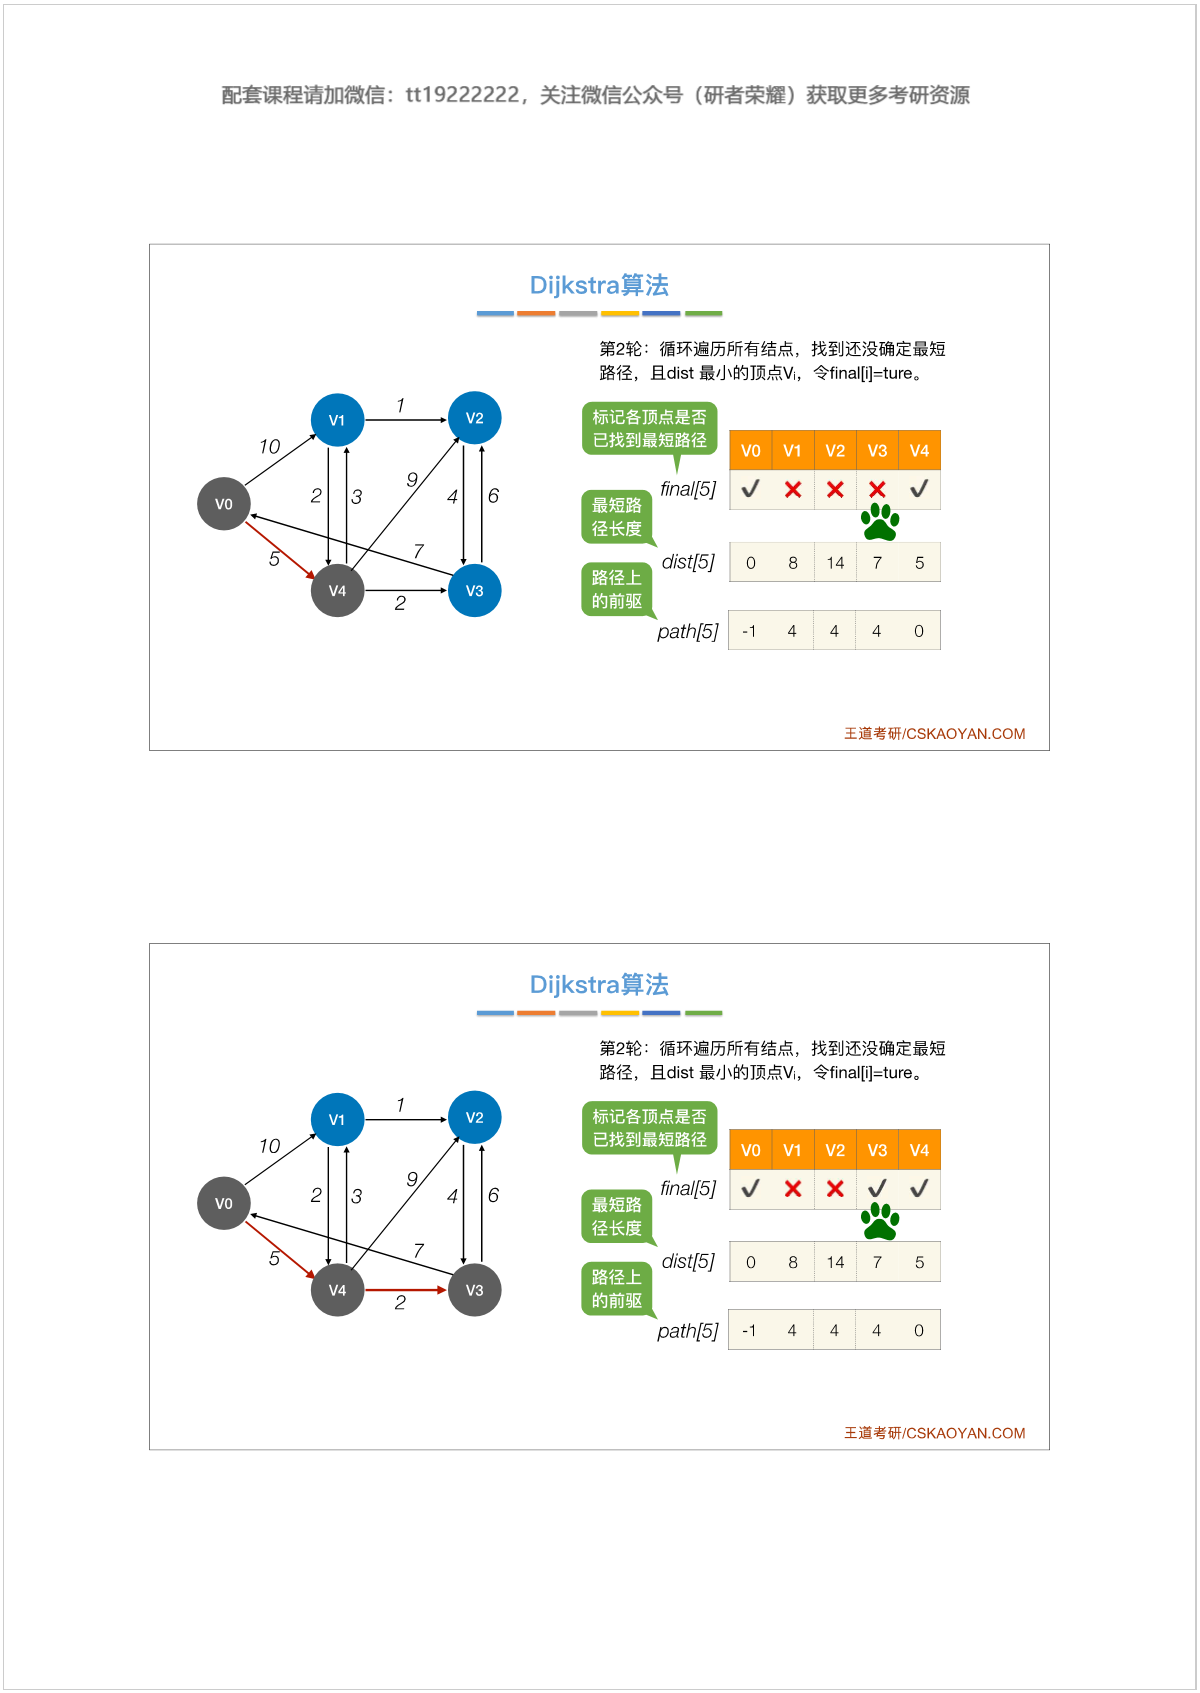 配套课程请加微信：tt19222222，关注微信公众号（研者荣耀）获取更多考研资源
Dijkstra算法
第2轮：循环遍历所有结点，找到还没确定最短
路径，且dist 最小的顶点Vᵢ，令final[i]=ture。
标记各顶点是否
已找到最短路径
V0 V1 V2 V3 V4
final[5] ✓ ✗ ✗ ✗ ✓
最短路
径长度
dist[5] 0 8 14 7 5
路径上
的前驱
path[5] -1 4 4 4 0
V1 1 V2
10
9
2 3 4 6
V0
7
5
V4 2 V3
王道考研/CSKAOYAN.COM
Dijkstra算法
第2轮：循环遍历所有结点，找到还没确定最短
路径，且dist 最小的顶点Vᵢ，令final[i]=ture。
标记各顶点是否
已找到最短路径
V0 V1 V2 V3 V4
final[5] ✓ ✗ ✗ ✓ ✓
最短路
径长度
dist[5] 0 8 14 7 5
路径上
的前驱
path[5] -1 4 4 4 0
V1 1 V2
10
9
2 3 4 6
V0
7
5
V4 2 V3
王道考研/CSKAOYAN.COM